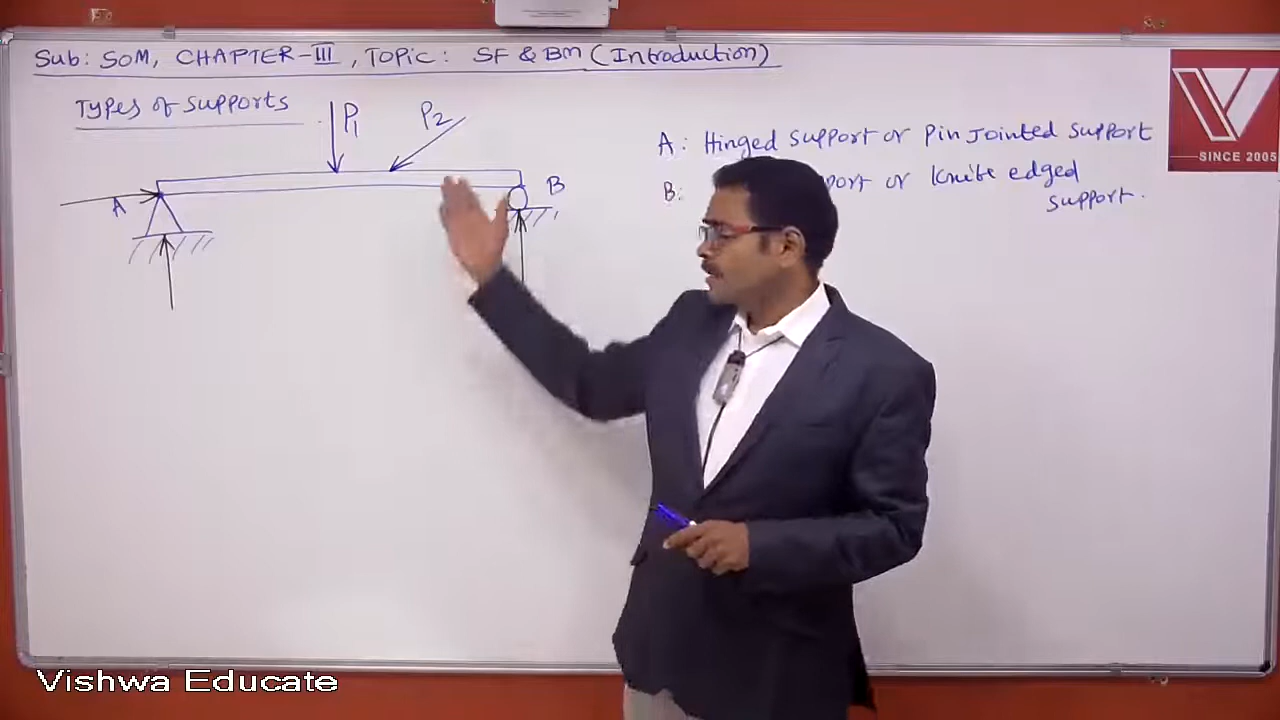 Sub: SOM, CHAPTER-III, TOPIC: SF & BM (Introduction)
Types of Supports
P1
P2
A
B
A: Hinged support or Pin Jointed support
B: or Knife edged
support.
SINCE 2005
Vishwa Educate